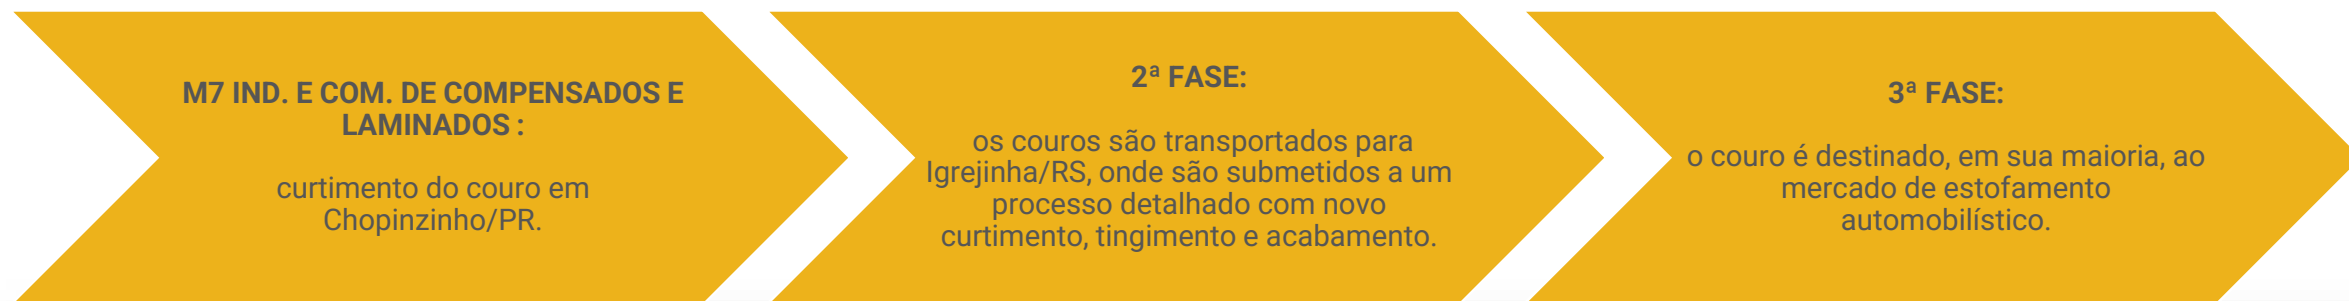 M7 IND. E COM. DE COMPENSADOS E
LAMINADOS :
curtimento do couro em
Chopinzinho/PR.
2ª FASE:
os couros são transportados para
Igrejinha/RS, onde são submetidos a um
processo detalhado com novo
curtimento, tingimento e acabamento.
3ª FASE:
o couro é destinado, em sua maioria, ao
mercado de estofamento
automobilístico.